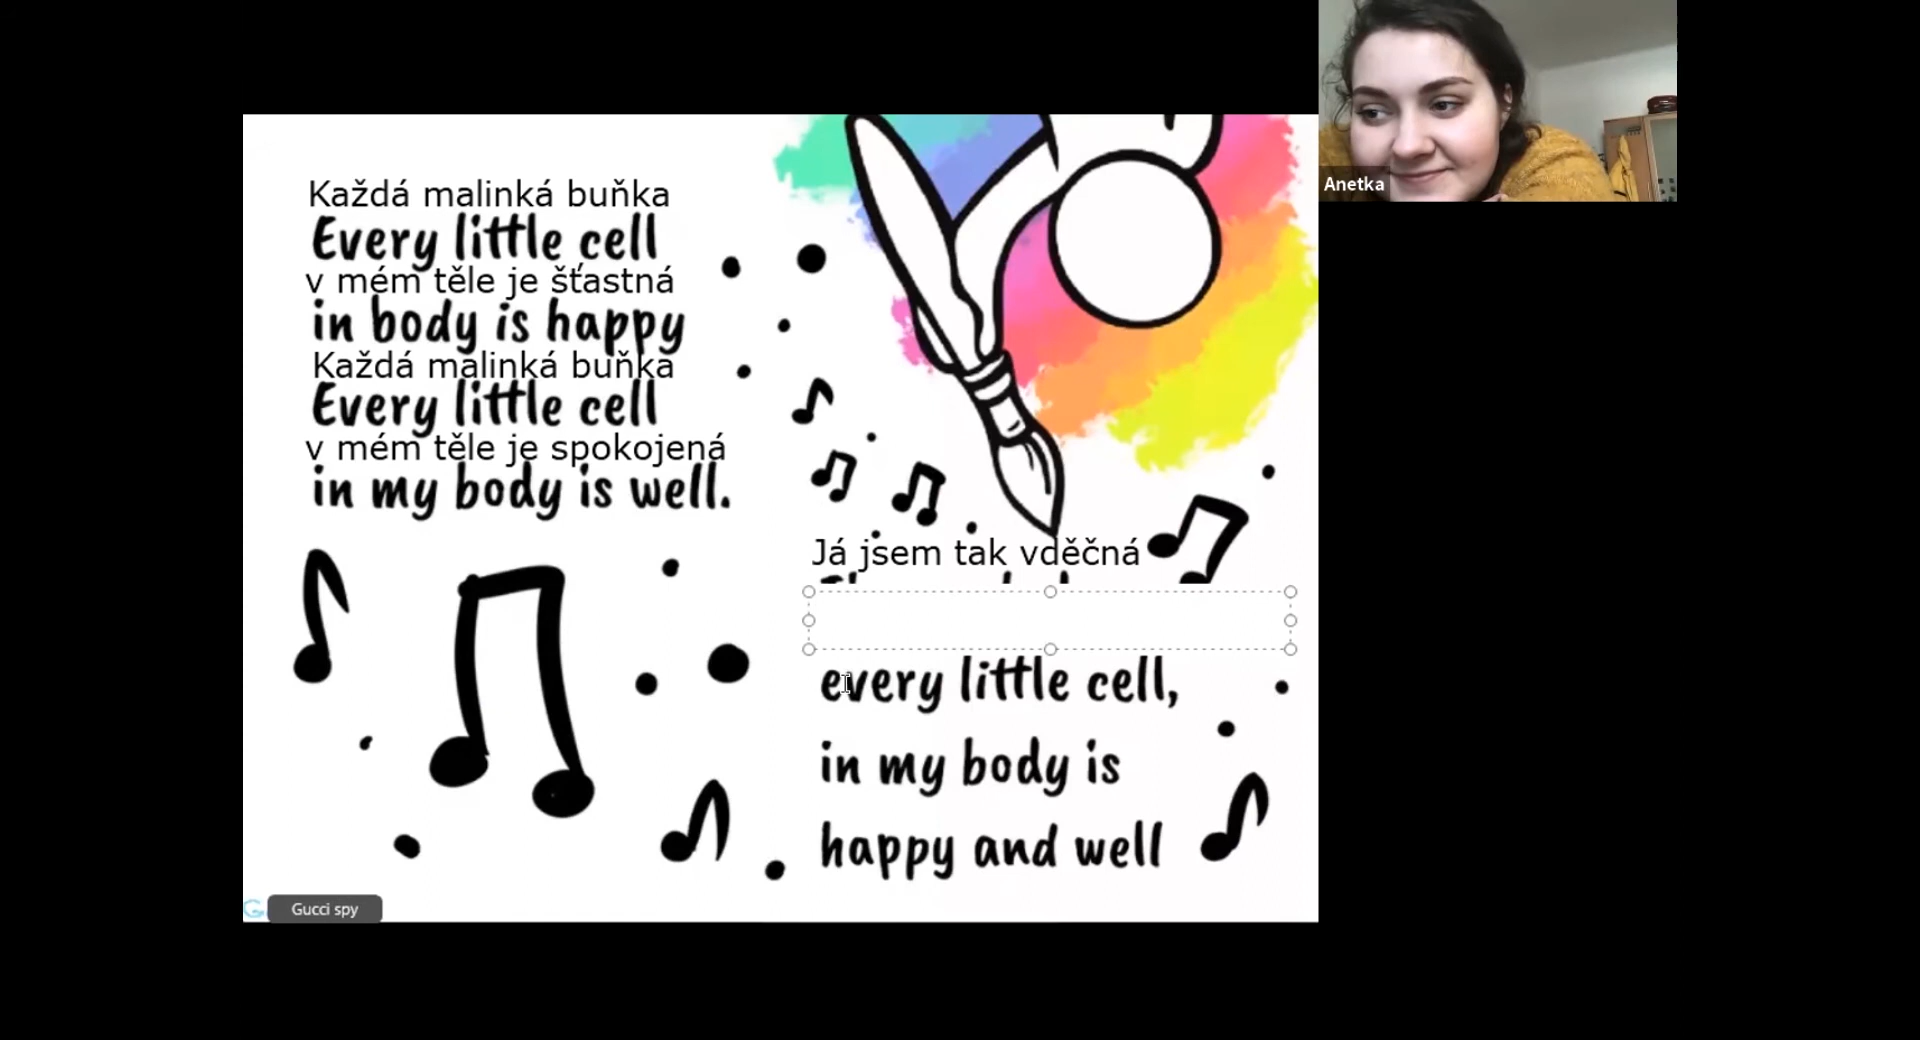 Každá malinká buňka
Every little cell
v mém těle je šťastná
in body is happy
Každá malinká buňka
Every little cell
v mém těle je spokojená
in my body is well.
Já jsem tak vděčná
every little cell,
in my body is
happy and well
Gucci spy
Anetka